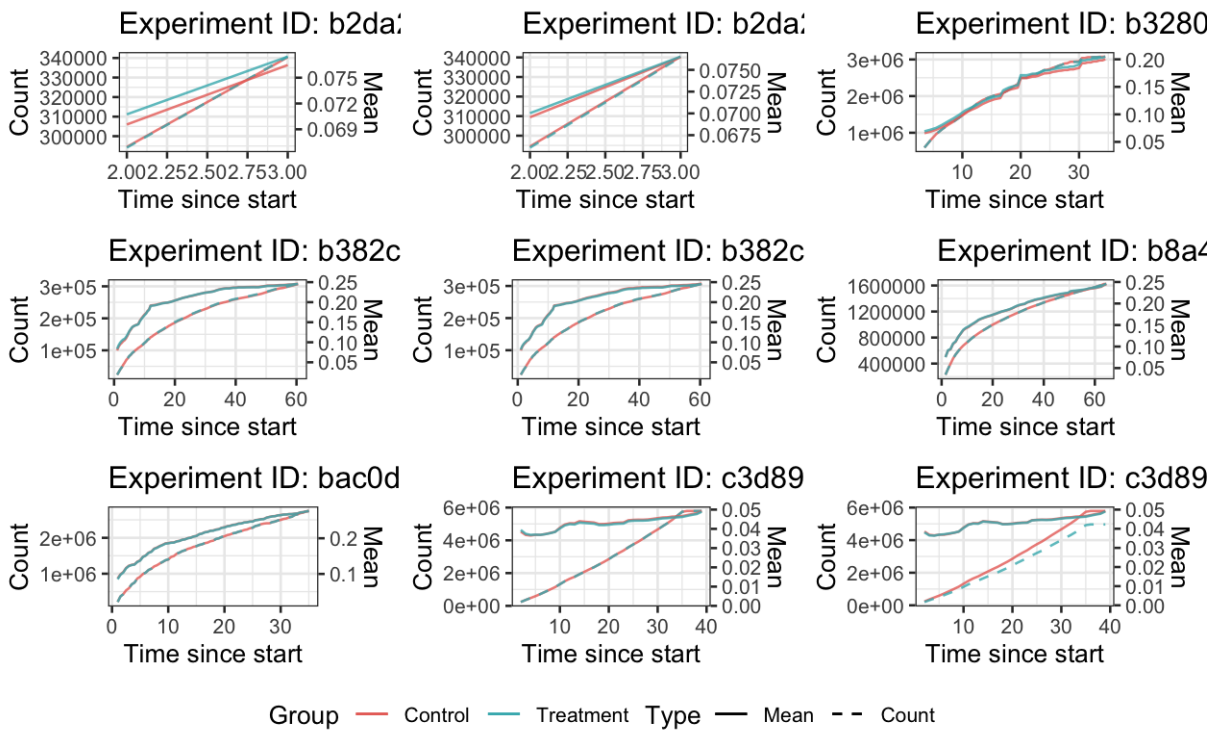 Experiment ID: b2da2
Experiment ID: b2da2
Experiment ID: b3280
Count
340000
330000
320000
310000
300000
0.075
0.072
0.069
Mean
2.00 2.25 2.50 2.75 3.00
Time since start
Count
340000
330000
320000
310000
300000
0.0750
0.0725
0.0700
0.0675
Mean
2.00 2.25 2.50 2.75 3.00
Time since start
Count
3e+06
2e+06
1e+06
0.20
0.15
0.10
0.05
Mean
10 20 30
Time since start
Experiment ID: b382c
Experiment ID: b382c
Experiment ID: b8a4
Count
3e+05
2e+05
1e+05
0.25
0.20
0.15
0.10
0.05
Mean
0 20 40 60
Time since start
Count
3e+05
2e+05
1e+05
0.25
0.20
0.15
0.10
0.05
Mean
0 20 40 60
Time since start
Count
1600000
1200000
800000
400000
0.25
0.20
0.15
0.10
0.05
Mean
0 20 40 60
Time since start
Experiment ID: bac0d
Experiment ID: c3d89
Experiment ID: c3d89
Count
2e+06
1e+06
0.2
0.1
Mean
0 10 20 30
Time since start
Count
6e+06
4e+06
2e+06
0e+00
0.05
0.04
0.03
0.02
0.01
0.00
Mean
10 20 30 40
Time since start
Count
6e+06
4e+06
2e+06
0e+00
0.05
0.04
0.03
0.02
0.01
0.00
Mean
10 20 30 40
Time since start
Group Control Treatment Type Mean Count